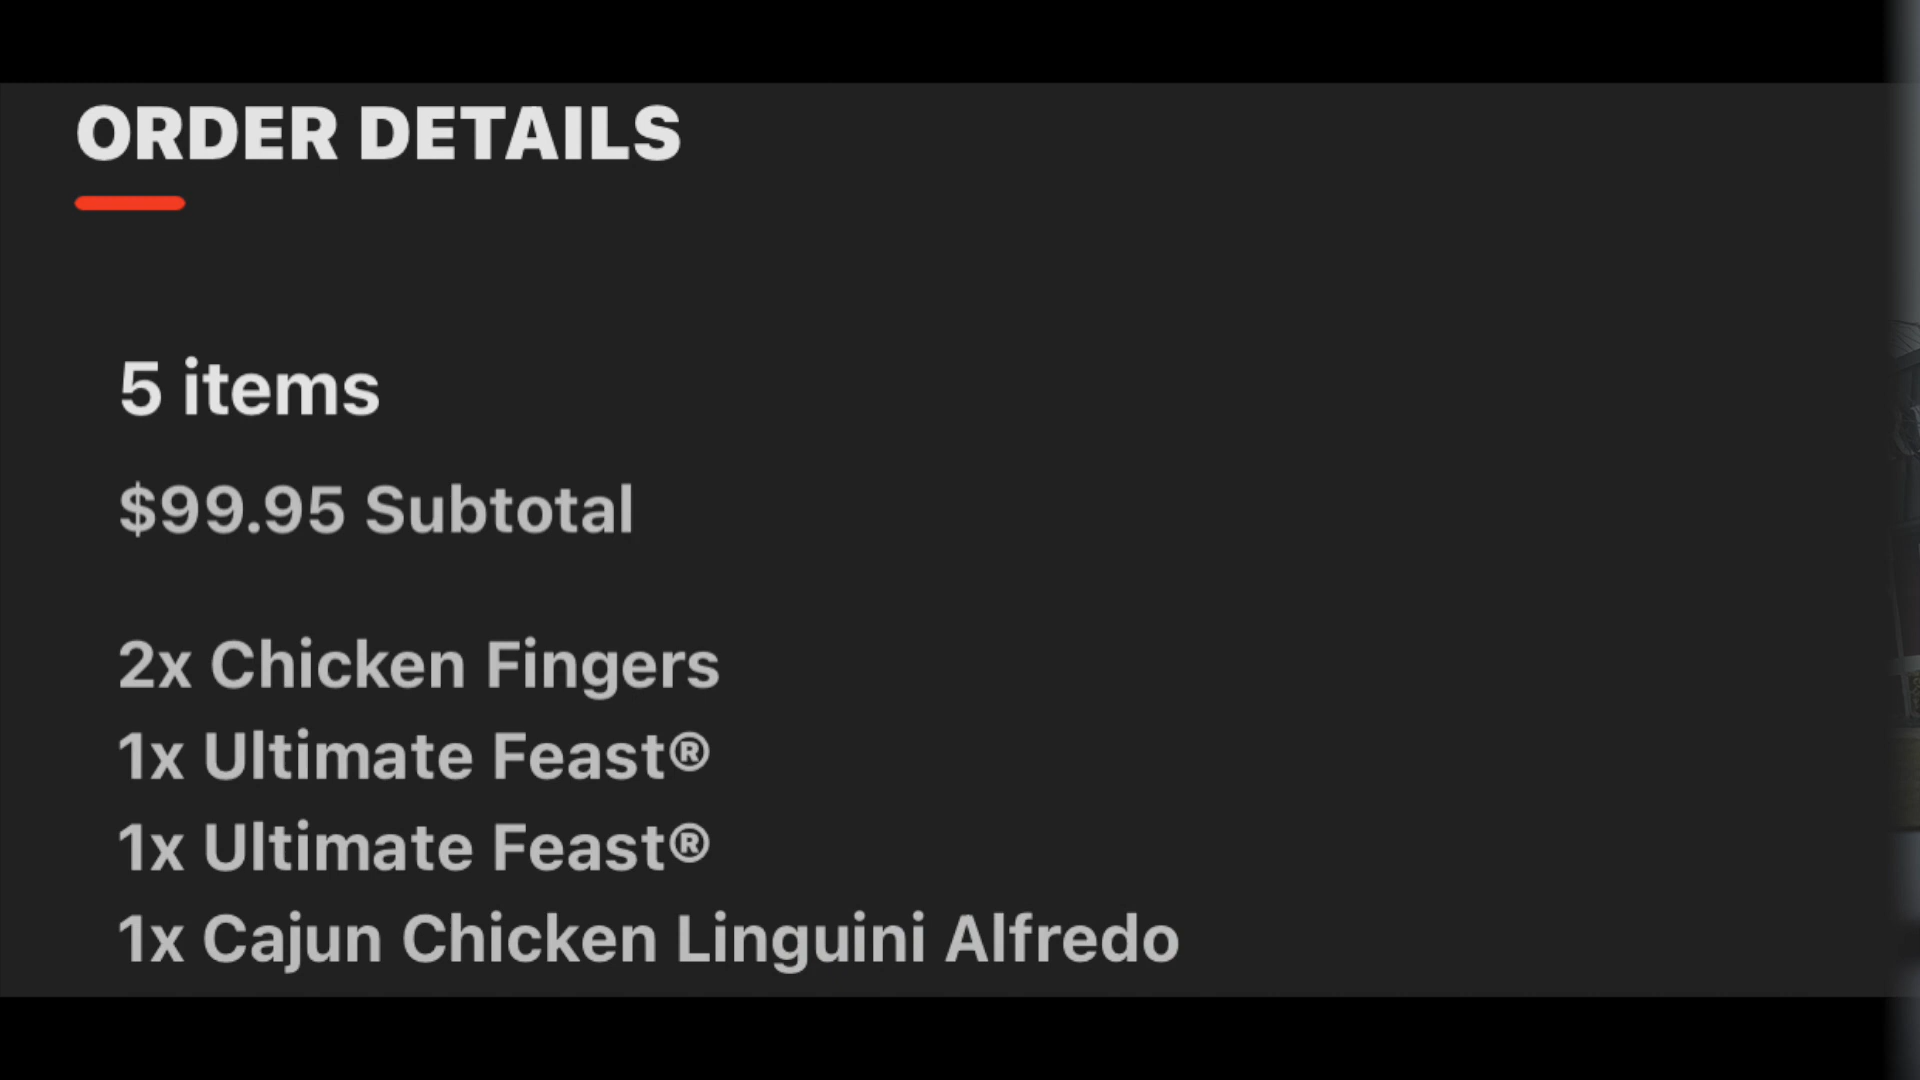 ORDER DETAILS
5 items
$99.95 Subtotal
2x Chicken Fingers
1x Ultimate Feast®
1x Ultimate Feast®
1x Cajun Chicken Linguini Alfredo